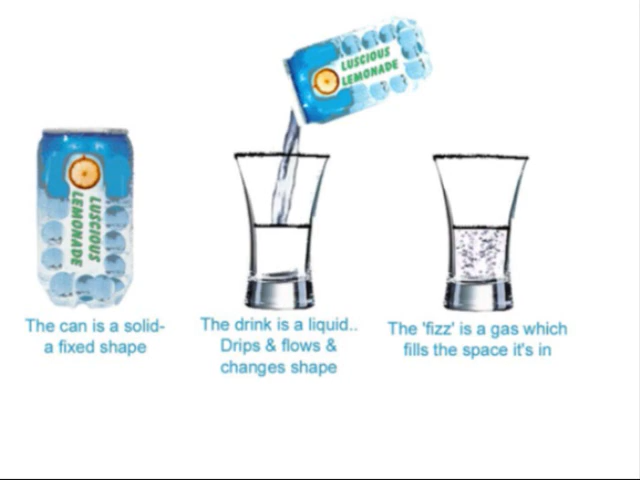 LUSCIOUS
LEMONADE
LUSCIOUS
LEMONADE
The can is a solid-
a fixed shape
The drink is a liquid..
Drips & flows &
changes shape
The 'fizz' is a gas which
fills the space it's in